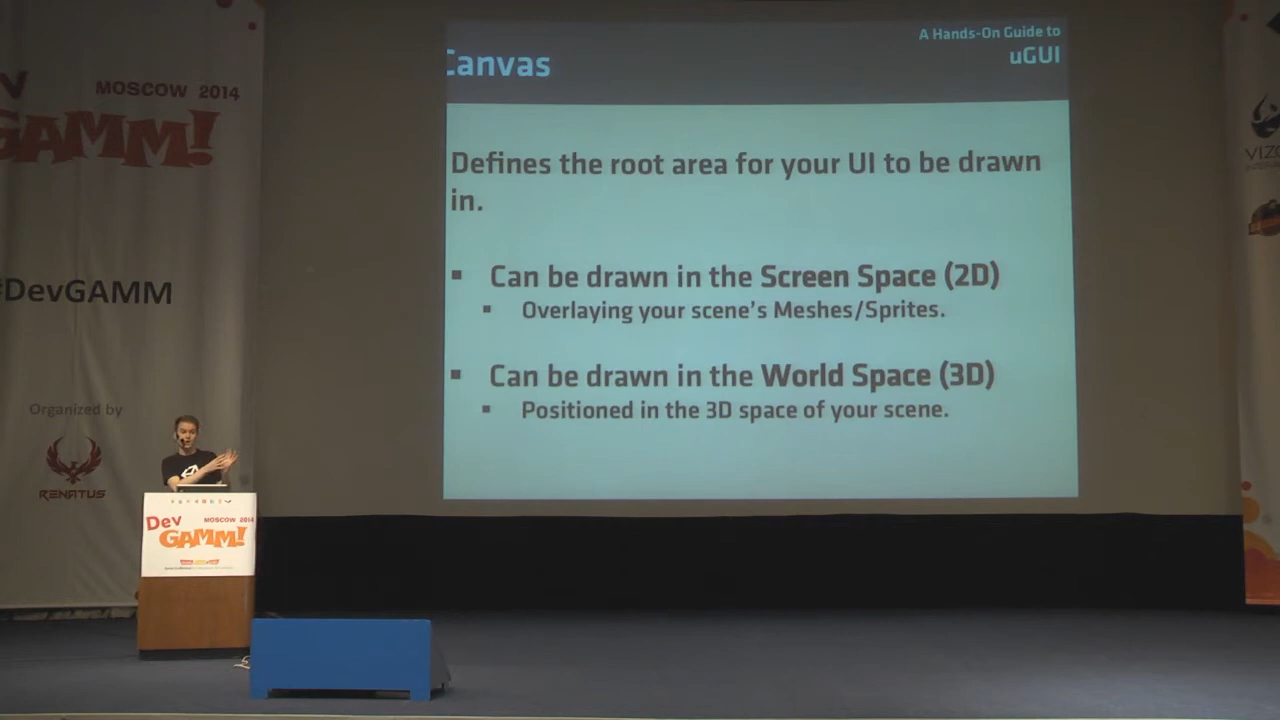 MOSCOW 2014
GAMM!
#DevGAMM
Organized by
RENATUS
A Hands-On Guide to
uGUI
Canvas
Defines the root area for your UI to be drawn
in.
▪ Can be drawn in the Screen Space (2D)
▪ Overlaying your scene's Meshes/Sprites.
▪ Can be drawn in the World Space (3D)
▪ Positioned in the 3D space of your scene.
Dev
MOSCOW 2014
GAMM!